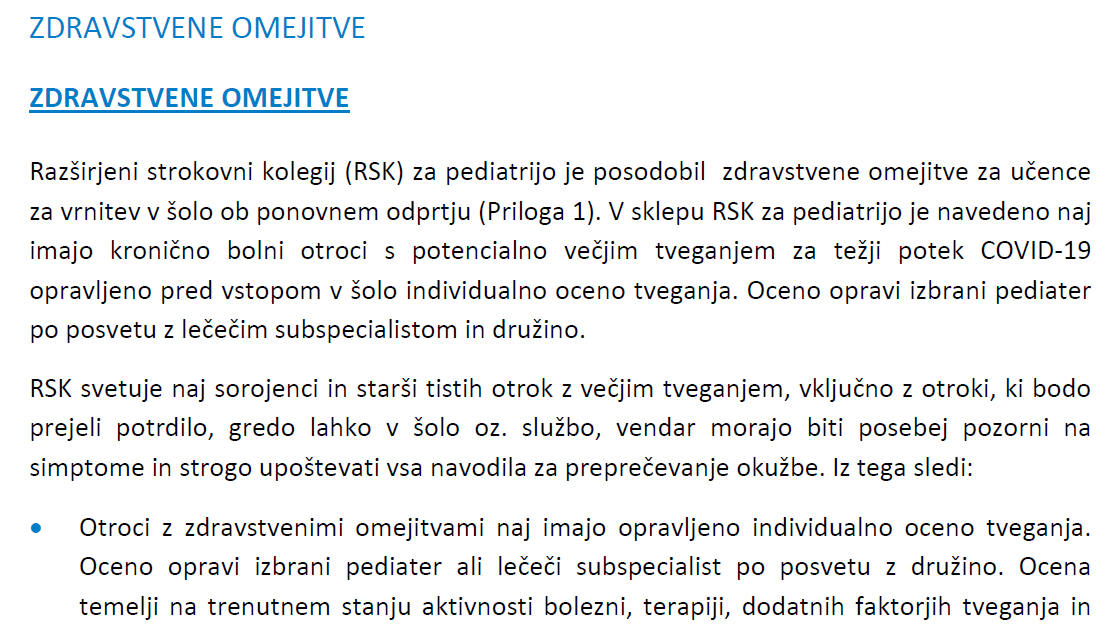 ZDRAVSTVENE OMEJITVE
ZDRAVSTVENE OMEJITVE
Razširjeni strokovni kolegij (RSK) za pediatrijo je posodobil  zdravstvene omejitve za učence
za vrnitev v šolo ob ponovnem odprtju (Priloga 1). V sklepu RSK za pediatrijo je navedeno naj
imajo kronično bolni otroci s potencialno večjim tveganjem za težji potek COVID-19
opravljeno pred vstopom v šolo individualno oceno tveganja. Oceno opravi izbrani pediater
po posvetu z lečečim subspecialistom in družino.
RSK svetuje naj sorojenci in starši tistih otrok z večjim tveganjem, vključno z otroki, ki bodo
prejeli potrdilo, gredo lahko v šolo oz. službo, vendar morajo biti posebej pozorni na
simptome in strogo upoštevati vsa navodila za preprečevanje okužbe. Iz tega sledi:
• Otroci z zdravstvenimi omejitvami naj imajo opravljeno individualno oceno tveganja.
Oceno opravi izbrani pediater ali lečeči subspecialist po posvetu z družino. Ocena
temelji na trenutnem stanju aktivnosti bolezni, terapiji, dodatnih faktorjih tveganja in